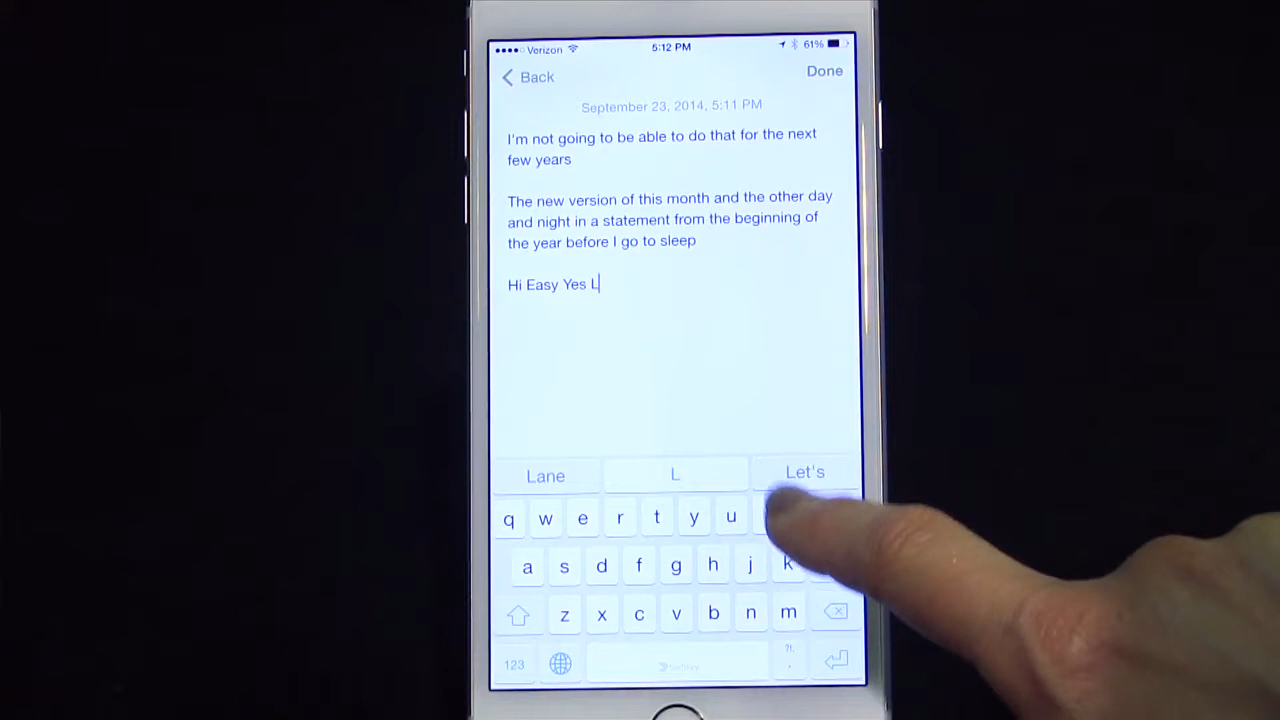 Verizon 5:12 PM 61%
Back Done
September 23, 2014, 5:11 PM
I'm not going to be able to do that for the next
few years
The new version of this month and the other day
and night in a statement from the beginning of
the year before I go to sleep
Hi Easy Yes L
Lane L Let's
q w e r t y u
a s d f g h j k
z x c v b n m
123 SwiftKey ?!, .